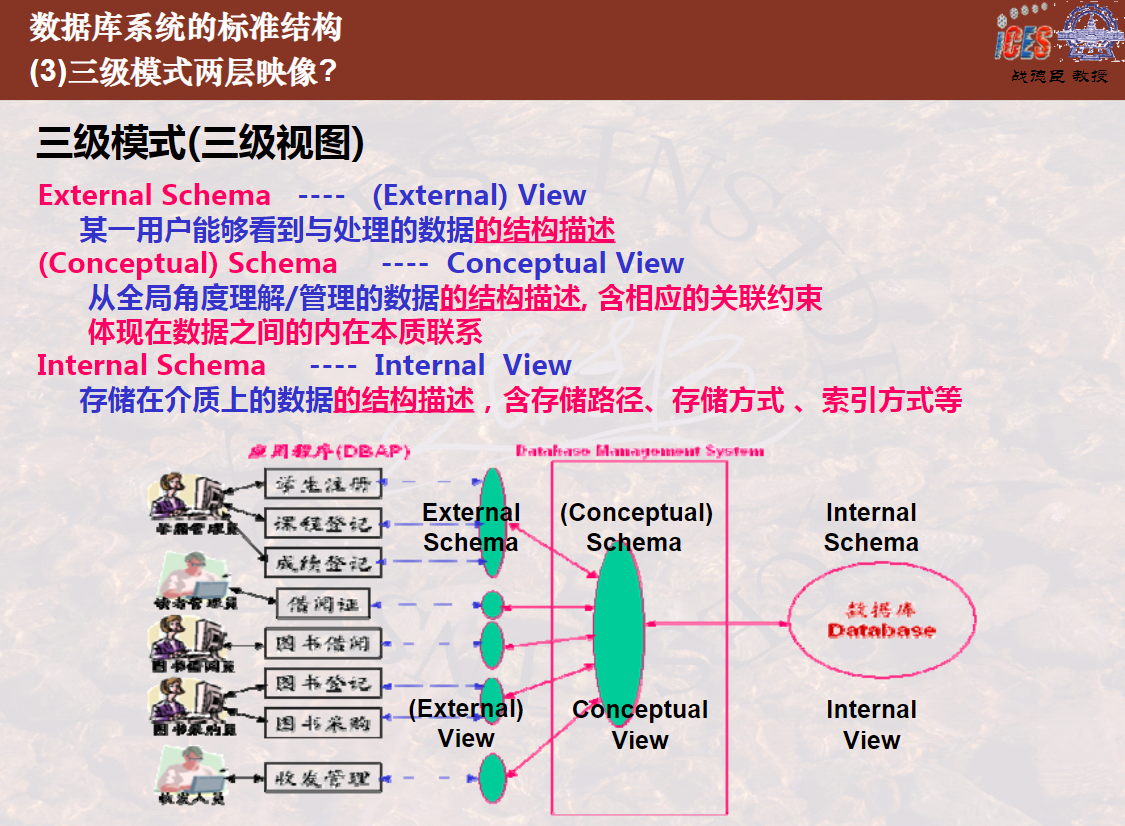 数据库系统的标准结构
(3)三级模式两层映像?
iCES
战德臣 教授
三级模式(三级视图)
External Schema ---- (External) View
某一用户能够看到与处理的数据的结构描述
(Conceptual) Schema ---- Conceptual View
从全局角度理解/管理的数据的结构描述, 含相应的关联约束
体现在数据之间的内在本质联系
Internal Schema ---- Internal View
存储在介质上的数据的结构描述，含存储路径、存储方式 、索引方式等
应用程序(DBAP)
Database Management System
学生注册
课程登记
学籍管理员
成绩登记
借阅证
读者管理员
图书借阅
图书借阅员
图书登记
图书采购
图书采购员
收发管理
收发人员
External
Schema
(Conceptual)
Schema
Internal
Schema
数据库
Database
(External)
View
Conceptual
View
Internal
View